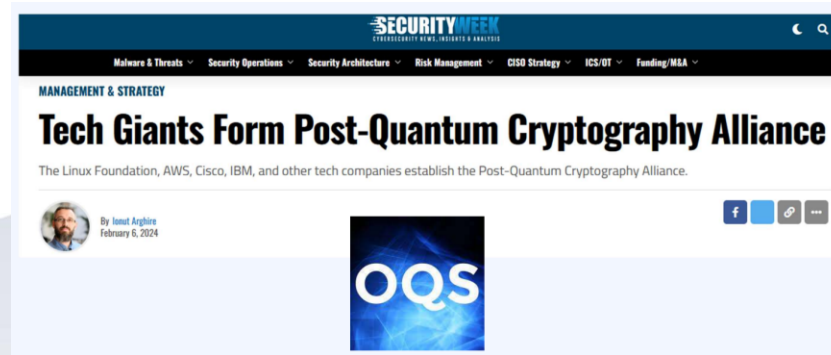 SECURITYWEEK
CYBERSECURITY NEWS, INSIGHTS & ANALYSIS
Malware & Threats Security Operations Security Architecture Risk Management CISO Strategy ICS/OT Funding/M&A
MANAGEMENT & STRATEGY
Tech Giants Form Post-Quantum Cryptography Alliance
The Linux Foundation, AWS, Cisco, IBM, and other tech companies establish the Post-Quantum Cryptography Alliance.
By Ionut Arghire
February 6, 2024
f
OQS